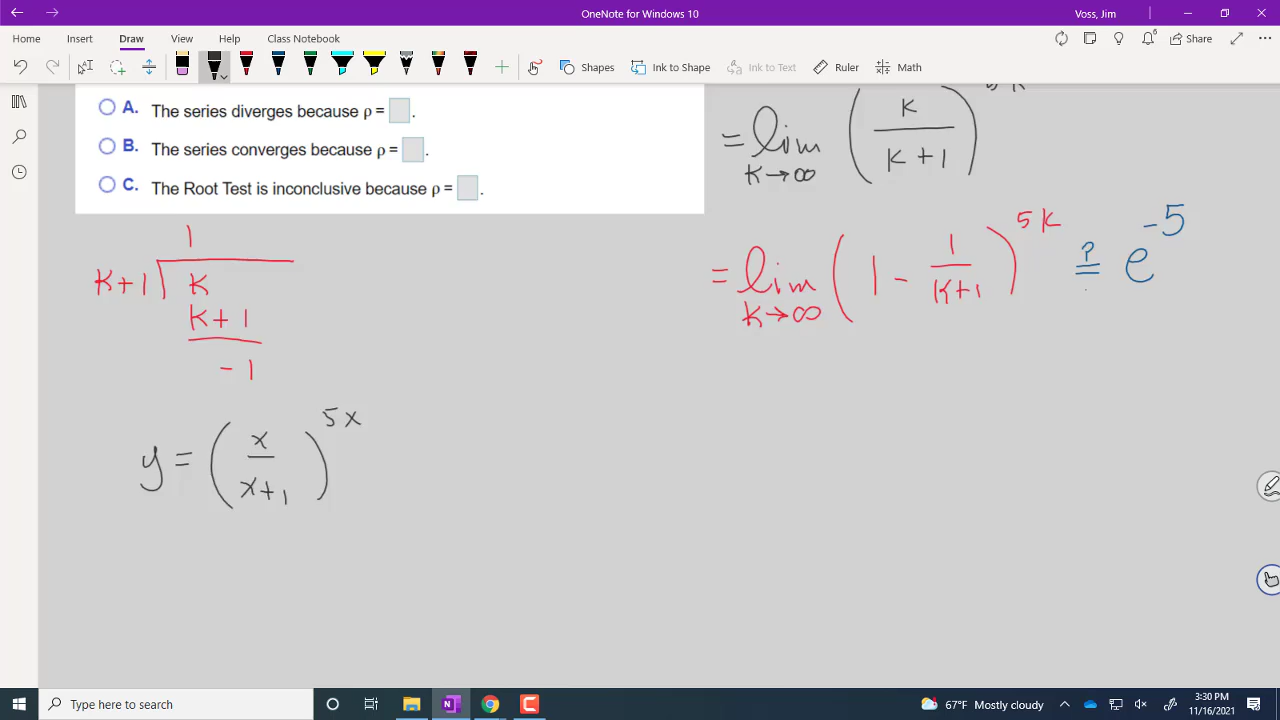 OneNote for Windows 10
Voss, Jim
Home Insert Draw View Help Class Notebook
Share
Shapes Ink to Shape Ink to Text Ruler Math
A. The series diverges because ρ = .
B. The series converges because ρ = .
C. The Root Test is inconclusive because ρ = .
= lim K→∞ (K/(K+1))
= lim K→∞ (1 - 1/(K+1))^5K ?= e^-5
1
K+1 K
K+1
-1
y = (x/(x+1))^5x
Type here to search
67°F Mostly cloudy
3:30 PM
11/16/2021